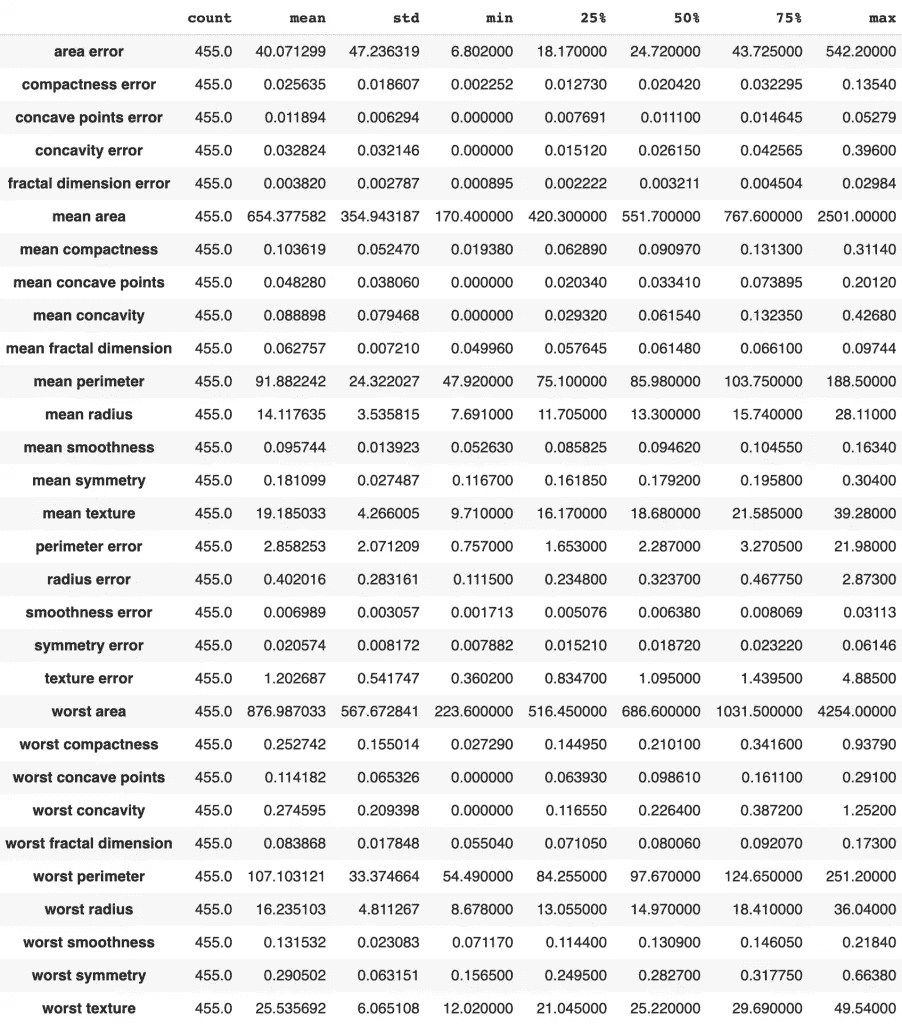 count mean std min 25% 50% 75% max
area error 455.0 40.071299 47.236319 6.802000 18.170000 24.720000 43.725000 542.20000
compactness error 455.0 0.025635 0.018607 0.002252 0.012730 0.020420 0.032295 0.13540
concave points error 455.0 0.011894 0.006294 0.000000 0.007691 0.011100 0.014645 0.05279
concavity error 455.0 0.032824 0.032146 0.000000 0.015120 0.026150 0.042565 0.39600
fractal dimension error 455.0 0.003820 0.002787 0.000895 0.002222 0.003211 0.004504 0.02984
mean area 455.0 654.377582 354.943187 170.400000 420.300000 551.700000 767.600000 2501.00000
mean compactness 455.0 0.103619 0.052470 0.019380 0.062890 0.090970 0.131300 0.31140
mean concave points 455.0 0.048280 0.038060 0.000000 0.020340 0.033410 0.073895 0.20120
mean concavity 455.0 0.088898 0.079468 0.000000 0.029320 0.061540 0.132350 0.42680
mean fractal dimension 455.0 0.062757 0.007210 0.049960 0.057645 0.061480 0.066100 0.09744
mean perimeter 455.0 91.882242 24.322027 47.920000 75.100000 85.980000 103.750000 188.50000
mean radius 455.0 14.117635 3.535815 7.691000 11.705000 13.300000 15.740000 28.11000
mean smoothness 455.0 0.095744 0.013923 0.052630 0.085825 0.094620 0.104550 0.16340
mean symmetry 455.0 0.181099 0.027487 0.116700 0.161850 0.179200 0.195800 0.30400
mean texture 455.0 19.185033 4.266005 9.710000 16.170000 18.680000 21.585000 39.28000
perimeter error 455.0 2.858253 2.071209 0.757000 1.653000 2.287000 3.270500 21.98000
radius error 455.0 0.402016 0.283161 0.111500 0.234800 0.323700 0.467750 2.87300
smoothness error 455.0 0.006989 0.003057 0.001713 0.005076 0.006380 0.008069 0.03113
symmetry error 455.0 0.020574 0.008172 0.007882 0.015210 0.018720 0.023220 0.06146
texture error 455.0 1.202687 0.541747 0.360200 0.834700 1.095000 1.439500 4.88500
worst area 455.0 876.987033 567.672841 223.600000 516.450000 686.600000 1031.500000 4254.00000
worst compactness 455.0 0.252742 0.155014 0.027290 0.144950 0.210100 0.341600 0.93790
worst concave points 455.0 0.114182 0.065326 0.000000 0.063930 0.098610 0.161100 0.29100
worst concavity 455.0 0.274595 0.209398 0.000000 0.116550 0.226400 0.387200 1.25200
worst fractal dimension 455.0 0.083868 0.017848 0.055040 0.071050 0.080060 0.092070 0.17300
worst perimeter 455.0 107.103121 33.374664 54.490000 84.255000 97.670000 124.650000 251.20000
worst radius 455.0 16.235103 4.811267 8.678000 13.055000 14.970000 18.410000 36.04000
worst smoothness 455.0 0.131532 0.023083 0.071170 0.114400 0.130900 0.146050 0.21840
worst symmetry 455.0 0.290502 0.063151 0.156500 0.249500 0.282700 0.317750 0.66380
worst texture 455.0 25.535692 6.065108 12.020000 21.045000 25.220000 29.690000 49.54000